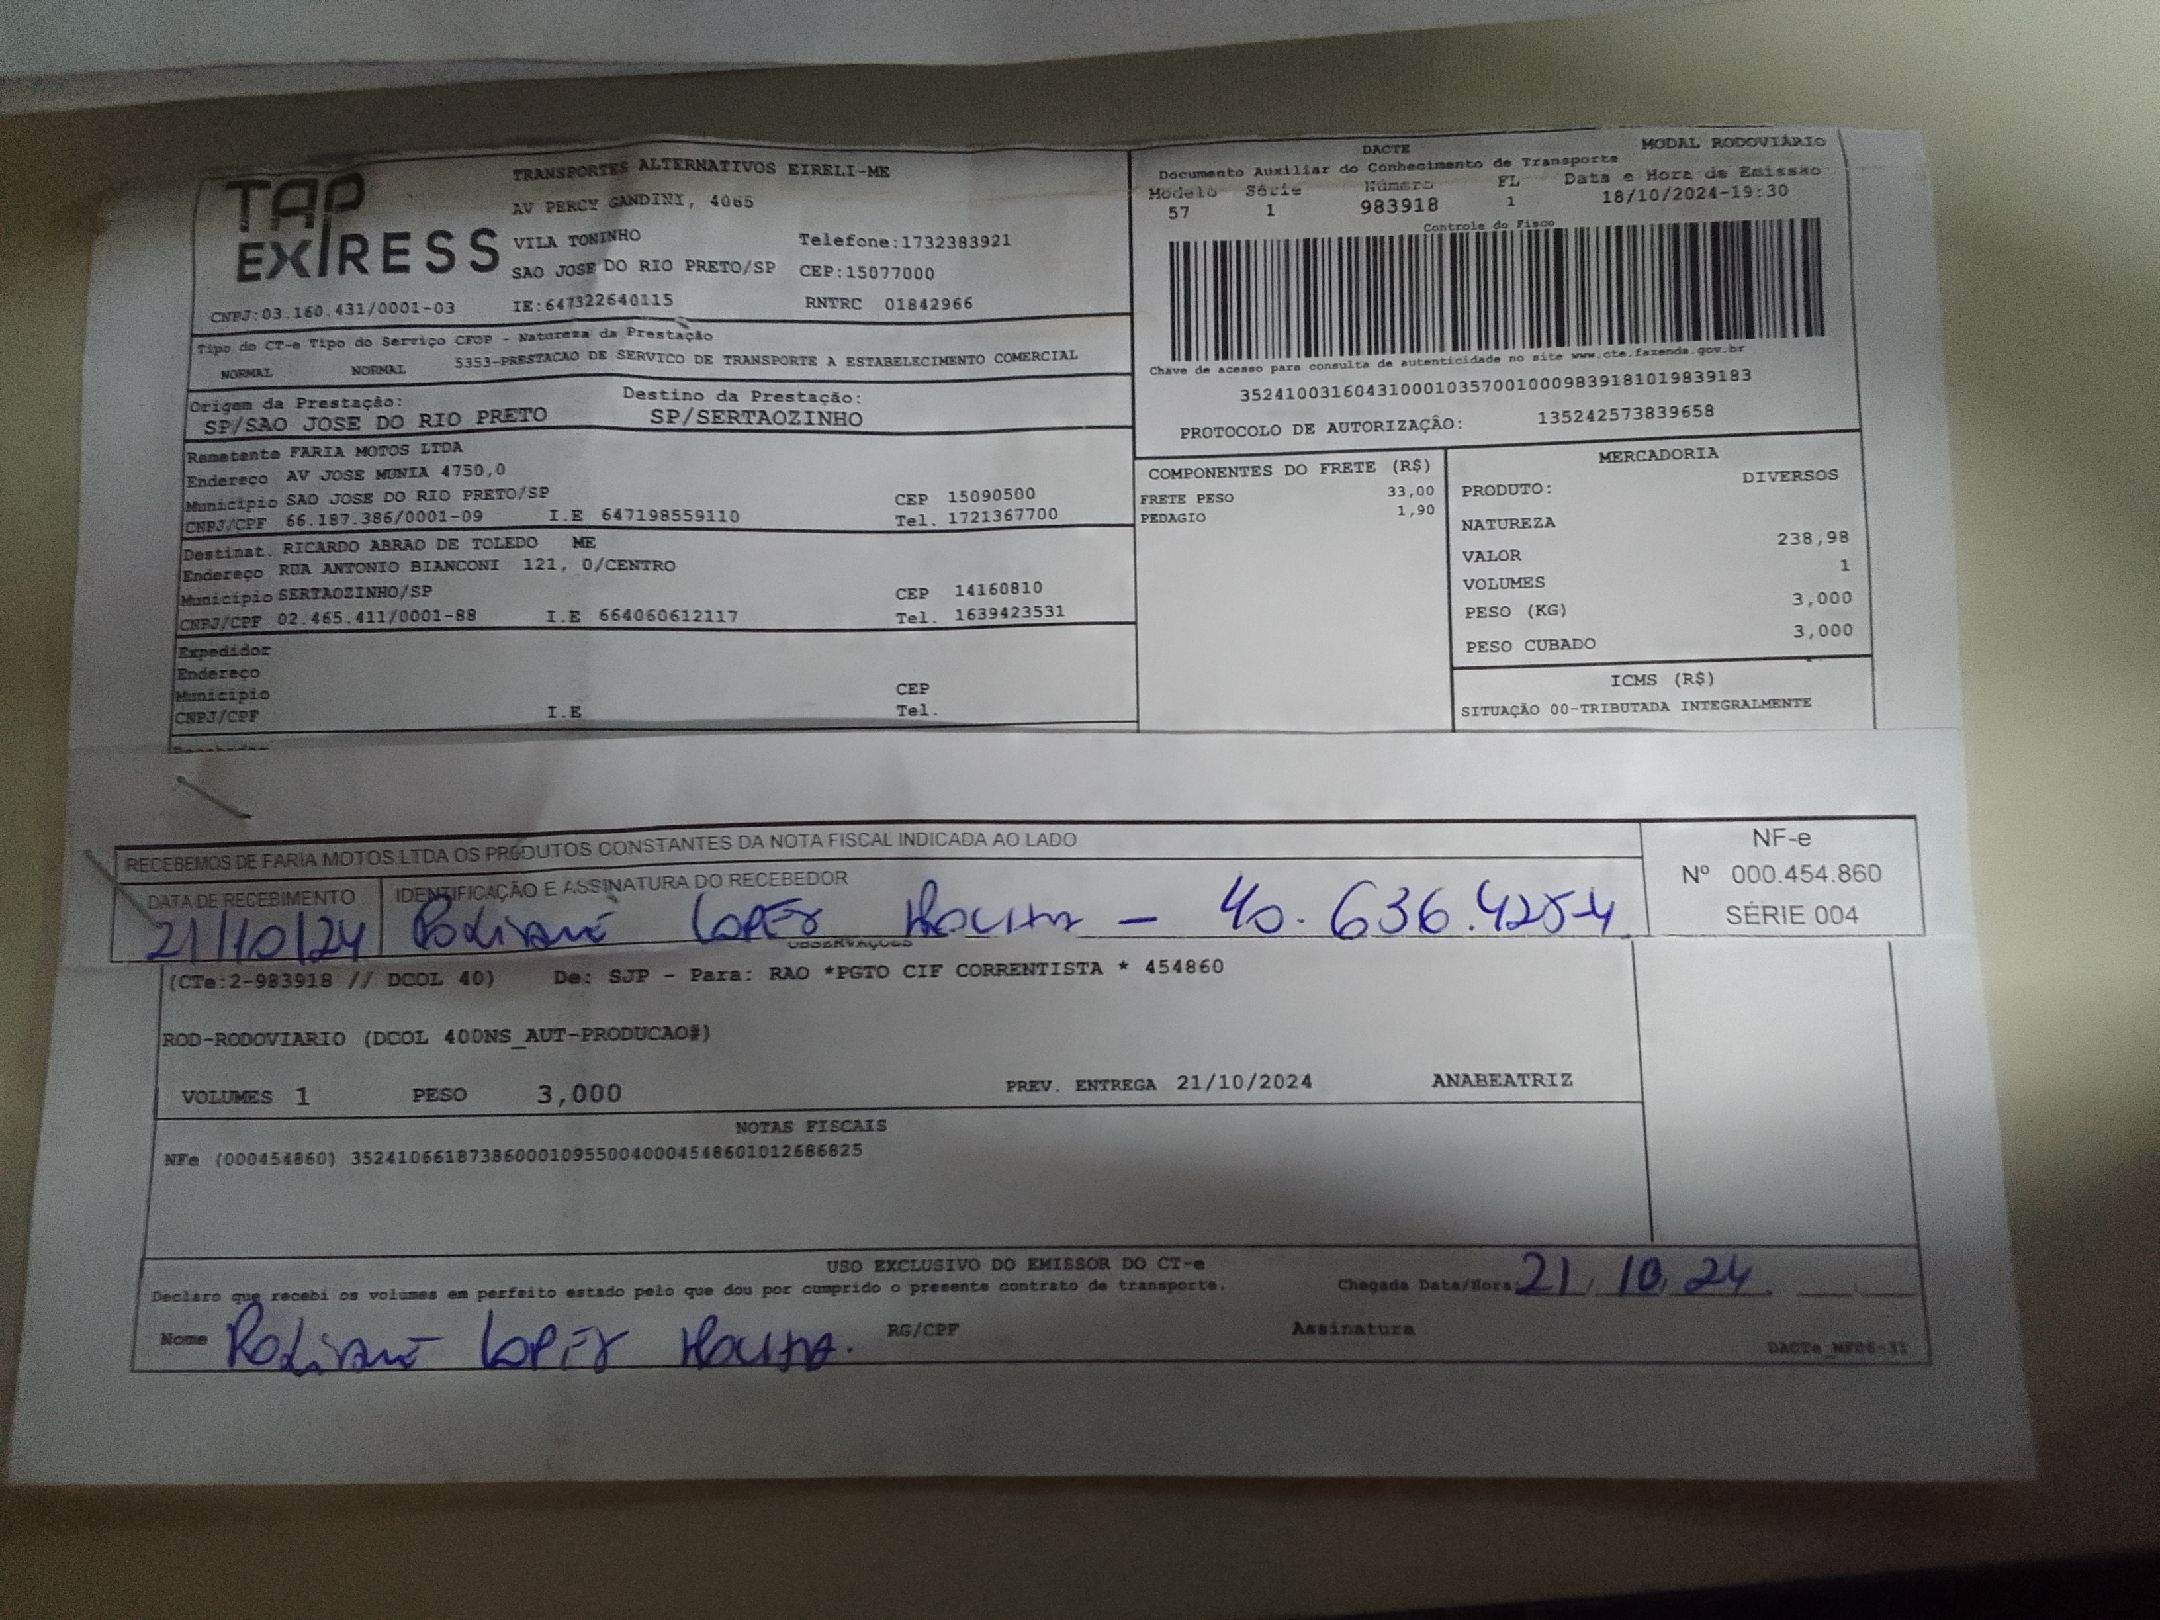 TAP EXPRESS
TRANSPORTES ALTERNATIVOS EIRELI-ME
AV PERCY GANDINI, 4065
VILA TONINHO Telefone:1732383921
SAO JOSE DO RIO PRETO/SP CEP:15077000
CNPJ:03.160.431/0001-03 IE:647322640115 RNTRC 01842966
Tipo do CT-e Tipo do Serviço CFOP - Natureza da Prestação
NORMAL NORMAL 5353-PRESTACAO DE SERVICO DE TRANSPORTE A ESTABELECIMENTO COMERCIAL
Origem da Prestação: Destino da Prestação:
SP/SAO JOSE DO RIO PRETO SP/SERTAOZINHO
Remetente FARIA MOTOS LTDA
Endereço AV JOSE MUNIA 4750,0
Município SAO JOSE DO RIO PRETO/SP CEP 15090500
CNPJ/CPF 66.187.386/0001-09 I.E 647198559110 Tel. 1721367700
Destinat. RICARDO ABRAO DE TOLEDO ME
Endereço RUA ANTONIO BIANCONI 121, 0/CENTRO
Município SERTAOZINHO/SP CEP 14160810
CNPJ/CPF 02.465.411/0001-88 I.E 664060612117 Tel. 1639423531
Expedidor
Endereço
Município CEP
CNPJ/CPF I.E Tel.
DACTE MODAL RODOVIÁRIO
Documento Auxiliar do Conhecimento de Transporte
Modelo Série Número FL Data e Hora de Emissão
57 1 983918 1 18/10/2024-19:30
Controle do Fisco
Chave de acesso para consulta de autenticidade no site www.cte.fazenda.gov.br
35241003160431000103570010009839181019839183
PROTOCOLO DE AUTORIZAÇÂO: 135242573839658
COMPONENTES DO FRETE (R$)
FRETE PESO 33,00
PEDAGIO 1,90
MERCADORIA
PRODUTO: DIVERSOS
NATUREZA
VALOR 238,98
VOLUMES 1
PESO (KG) 3,000
PESO CUBADO 3,000
ICMS (R$)
SITUAÇÃO 00-TRIBUTADA INTEGRALMENTE
RECEBEMOS DE FARIA MOTOS LTDA OS PRODUTOS CONSTANTES DA NOTA FISCAL INDICADA AO LADO
DATA DE RECEBIMENTO IDENTIFICAÇÃO E ASSINATURA DO RECEBEDOR
21/10/24 Lopes - 40.636.425-4
NF-e
Nº 000.454.860
SÉRIE 004
OBSERVAÇOES
(CTe:2-983918 // DCOL 40) De: SJP - Para: RAO *PGTO CIF CORRENTISTA * 454860
ROD-RODOVIARIO (DCOL 400NS_AUT-PRODUCAO#)
VOLUMES 1 PESO 3,000 PREV. ENTREGA 21/10/2024 ANABEATRIZ
NOTAS FISCAIS
NFe (000454860) 35241066187386000109550040004548601012686825
USO EXCLUSIVO DO EMISSOR DO CT-e
Declaro que recebi os volumes em perfeito estado pelo que dou por cumprido o presente contrato de transporte. Chegada Data/Hora 21/10/24
Nome Lopes RG/CPF Assinatura